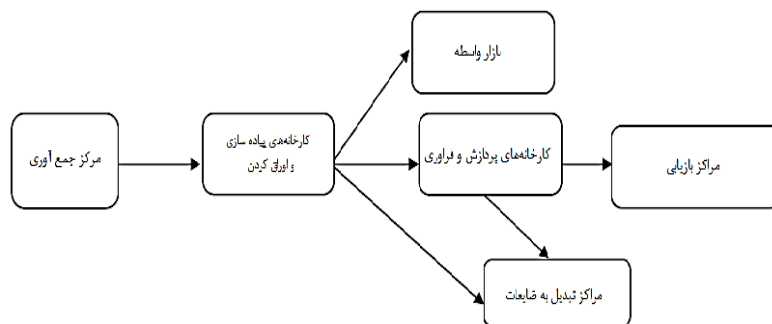 بازار واسطه
مرکز جمع آوری
کارخانه‌های پیاده سازی
و اوراق کردن
کارخانه‌های پردازش و فراوری
مراکز بازیابی
مراکز تبدیل به ضایعات